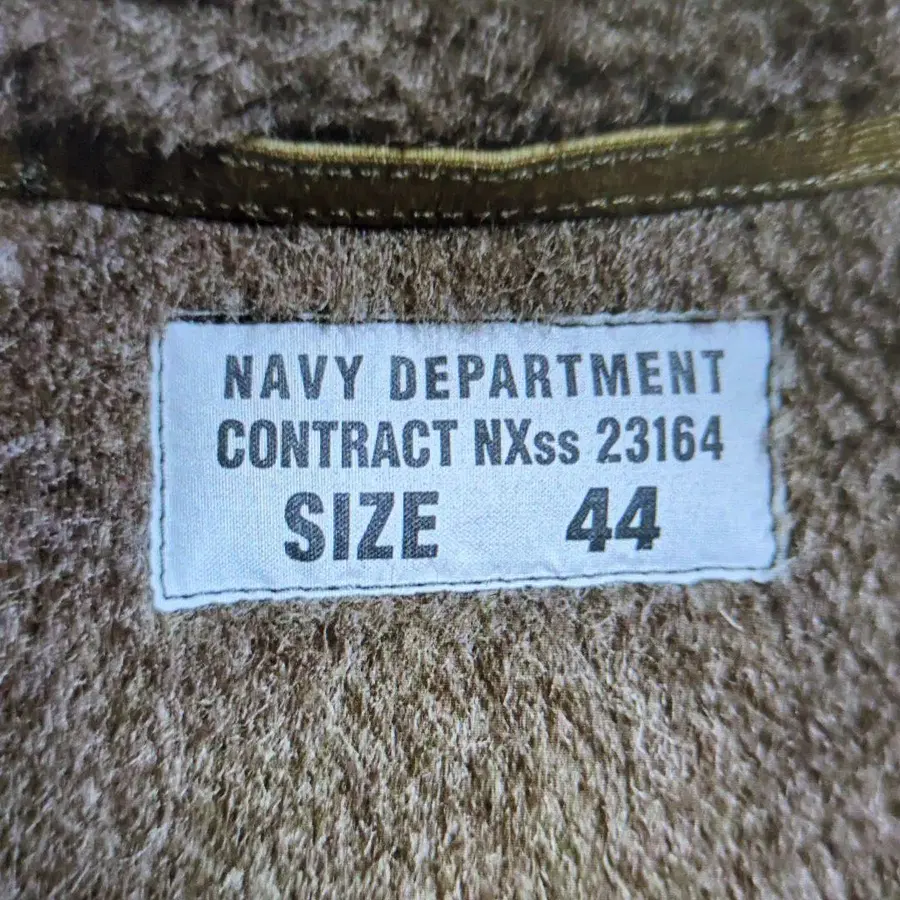 NAVY DEPARTMENT
CONTRACT NXss 23164
SIZE 44